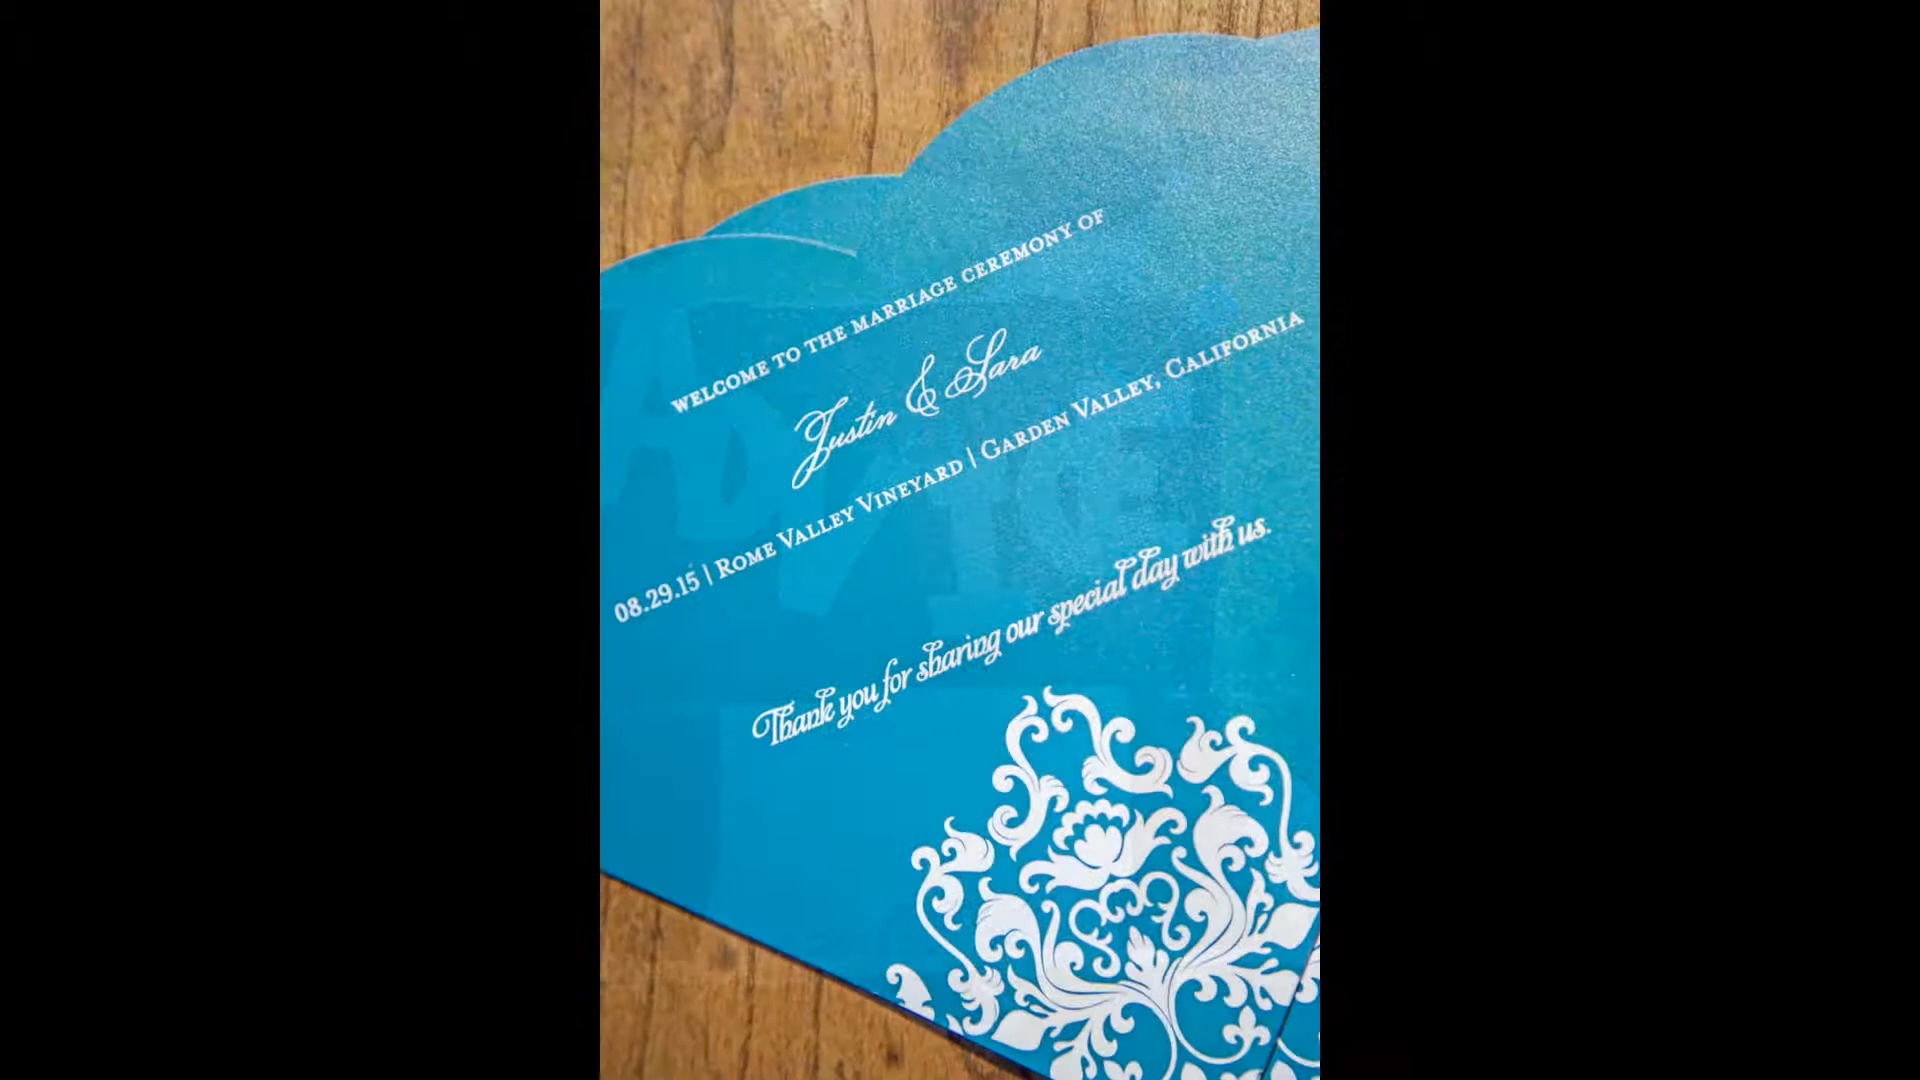 WELCOME TO THE MARRIAGE CEREMONY OF
Justin & Sara
08.29.15 | ROME VALLEY VINEYARD | GARDEN VALLEY, CALIFORNIA
Thank you for sharing our special day with us.